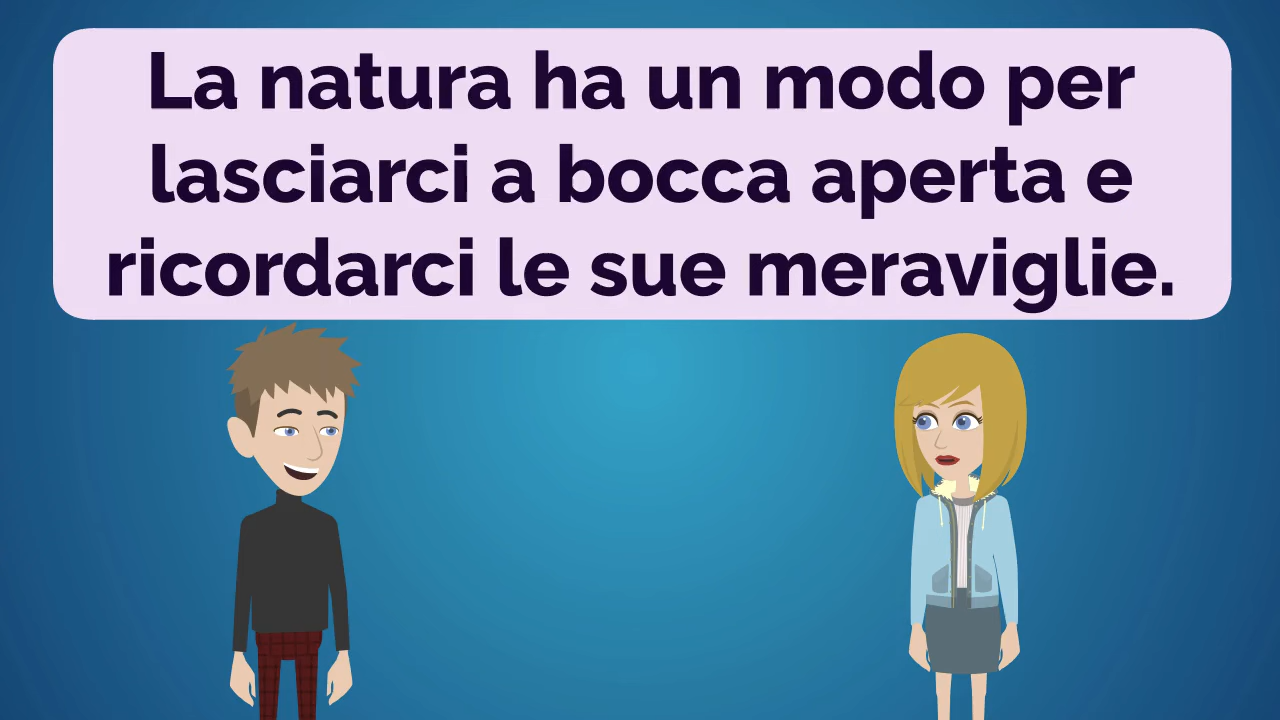 La natura ha un modo per
lasciarci a bocca aperta e
ricordarci le sue meraviglie.